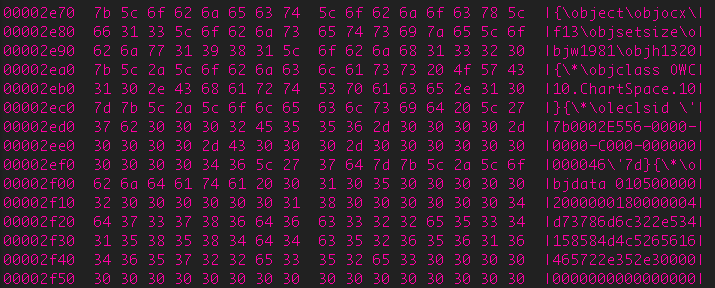 00002e70 7b 5c 6f 62 6a 65 63 74 5c 6f 62 6a 6f 63 78 5c |{\object\objocx\|
00002e80 66 31 33 5c 6f 62 6a 73 65 74 73 69 7a 65 5c 6f |f13\objsetsize\o|
00002e90 62 6a 77 31 39 38 31 5c 6f 62 6a 68 31 33 32 30 |bjw1981\objh1320|
00002ea0 7b 5c 2a 5c 6f 62 6a 63 6c 61 73 73 20 4f 57 43 |{\*\objclass OWC|
00002eb0 31 30 2e 43 68 61 72 74 53 70 61 63 65 2e 31 30 |10.ChartSpace.10|
00002ec0 7d 7b 5c 2a 5c 6f 6c 65 63 6c 73 69 64 20 5c 27 |}{\*\oleclsid \'|
00002ed0 37 62 30 30 30 32 45 35 35 36 2d 30 30 30 30 2d |7b0002E556-0000-|
00002ee0 30 30 30 30 2d 43 30 30 30 2d 30 30 30 30 30 30 |0000-C000-000000|
00002ef0 30 30 30 30 34 36 5c 27 37 64 7d 7b 5c 2a 5c 6f |000046\'7d}{\*\o|
00002f00 62 6a 64 61 74 61 20 30 31 30 35 30 30 30 30 30 |bjdata 010500000|
00002f10 32 30 30 30 30 30 30 31 38 30 30 30 30 30 30 34 |2000000180000004|
00002f20 64 37 33 37 38 36 64 36 63 33 32 32 65 35 33 34 |d73786d6c322e534|
00002f30 31 35 38 35 38 34 64 34 63 35 32 36 35 36 31 36 |158584d4c5265616|
00002f40 34 36 35 37 32 32 65 33 35 32 65 33 30 30 30 30 |465722e352e30000|
00002f50 30 30 30 30 30 30 30 30 30 30 30 30 30 30 30 30 |0000000000000000|